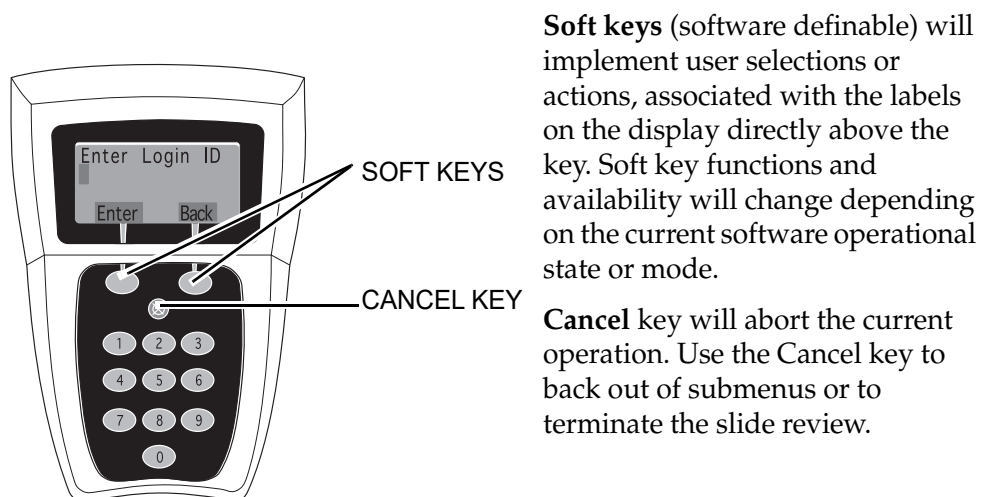 Enter Login ID
Enter Back
1 2 3
4 5 6
7 8 9
0
SOFT KEYS
CANCEL KEY
Soft keys (software definable) will
implement user selections or
actions, associated with the labels
on the display directly above the
key. Soft key functions and
availability will change depending
on the current software operational
state or mode.
Cancel key will abort the current
operation. Use the Cancel key to
back out of submenus or to
terminate the slide review.